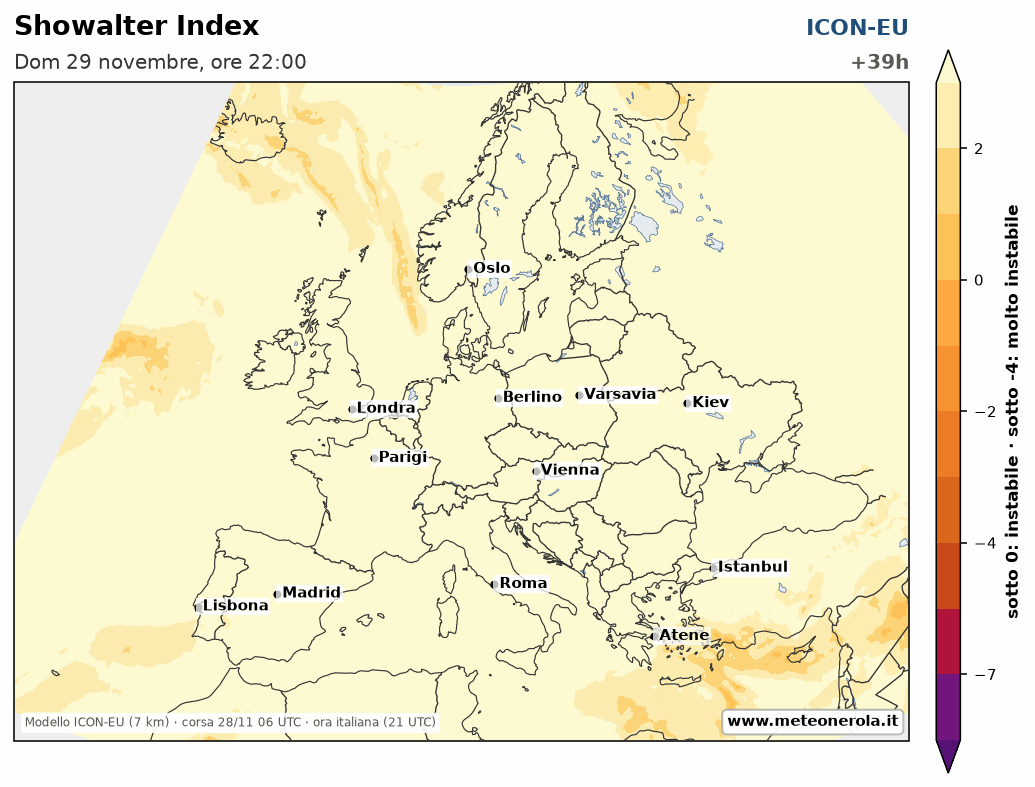 Showalter Index
ICON-EU
Dom 29 novembre, ore 22:00
+39h
Oslo
Berlino
Varsavia
Kiev
Londra
Parigi
Vienna
Istanbul
Roma
Madrid
Lisbona
Atene
Modello ICON-EU (7 km) · corsa 28/11 06 UTC · ora italiana (21 UTC)
www.meteonerola.it
2
0
−2
−4
−7
sotto 0: instabile · sotto -4: molto instabile